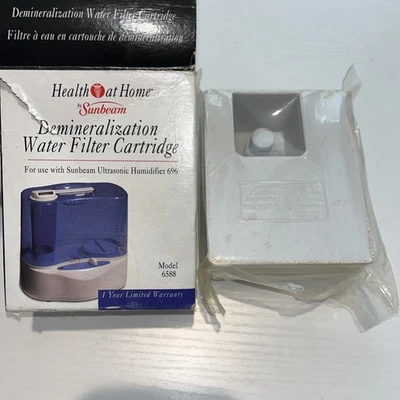 Demineralization Water Filter Cartridge
Filtre à eau en cartouche de démineralisation
Health at Home
by Sunbeam
Demineralization
Water Filter Cartridge
For use with Sunbeam Ultrasonic Humidifier 696
Model
6588
1 Year Limited Warranty